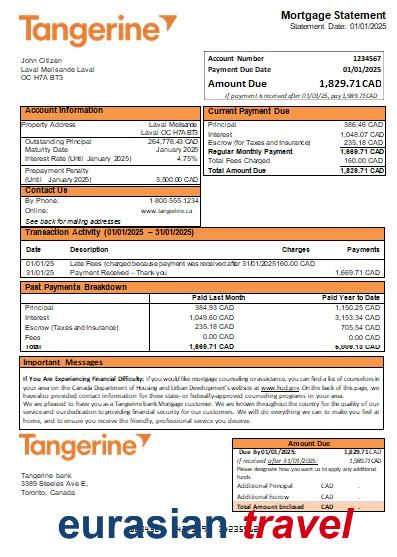 Tangerine
Mortgage Statement
Statement Date: 01/01/2025
John Citizen
Laval Melisande Laval
OC H7A BT3
Account Number 1234567
Payment Due Date 01/01/2025
Amount Due 1,829.71CAD
If payment is received after 01/01/25, pay 1,989.71CAD
Account Information
Property Address Laval Melisande
Laval OC H7A BT3
Outstanding Principal 264,776.43 CAD
Maturity Date January 2025
Interest Rate (Until January 2025) 4.75%
Prepayment Penalty
(Until January 2025) 3,500.00 CAD
Contact Us
By Phone: 1-800-555-1234
Online: www.tangerine.ca
See back for mailing addresses
Current Payment Due
Principal 386.46 CAD
Interest 1,048.07 CAD
Escrow (for Taxes and Insurance) 235.18 CAD
Regular Monthly Payment 1,669.71 CAD
Total Fees Charged 160.00 CAD
Total Amount Due 1,829.71 CAD
Transaction Activity (01/01/2025 – 31/01/2025)
Date Description Charges Payments
01/01/25 Late Fees (charged because payment was received after 31/01/2025160.00 CAD
31/01/25 Payment Received – Thank you 1,669.71 CAD
Past Payments Breakdown
Paid Last Month Paid Year to Date
Principal 384.93 CAD 1,150.25 CAD
Interest 1,049.60 CAD 3,153.34 CAD
Escrow (Taxes and Insurance) 235.18 CAD 705.54 CAD
Fees 0.00 CAD 0.00 CAD
Total 1,669.71 CAD 5,009.13 CAD
Important Messages
If You Are Experiencing Financial Difficulty: If you would like mortgage counseling or assistance, you can find a list of counselors in
your area on the Canada Department of Housing and Urban Development's website at www.hud.gov. On the back of this page, we
have also provided contact information for three state- or federally-approved counseling programs in your area.
We are pleased to have you as a Tangerine bank Mortgage customer. We are known throughout the country for the quality of our
service and our dedication to providing financial security for our customers. We will do everything we can to make you feel at
home, and to ensure you receive the friendly, professional service you deserve.
Tangerine
Tangerine bank
3389 Steeles Ave E,
Toronto, Canada
Amount Due
Due By 01/01/2025: 1,829.71CAD
If received after 31/01/2025: 1,989.71CAD
Please designate how you want us to apply any additional
funds.
Additional Principal CAD .
Additional Escrow CAD .
Total Amount Enclosed CAD .
eurasian travel